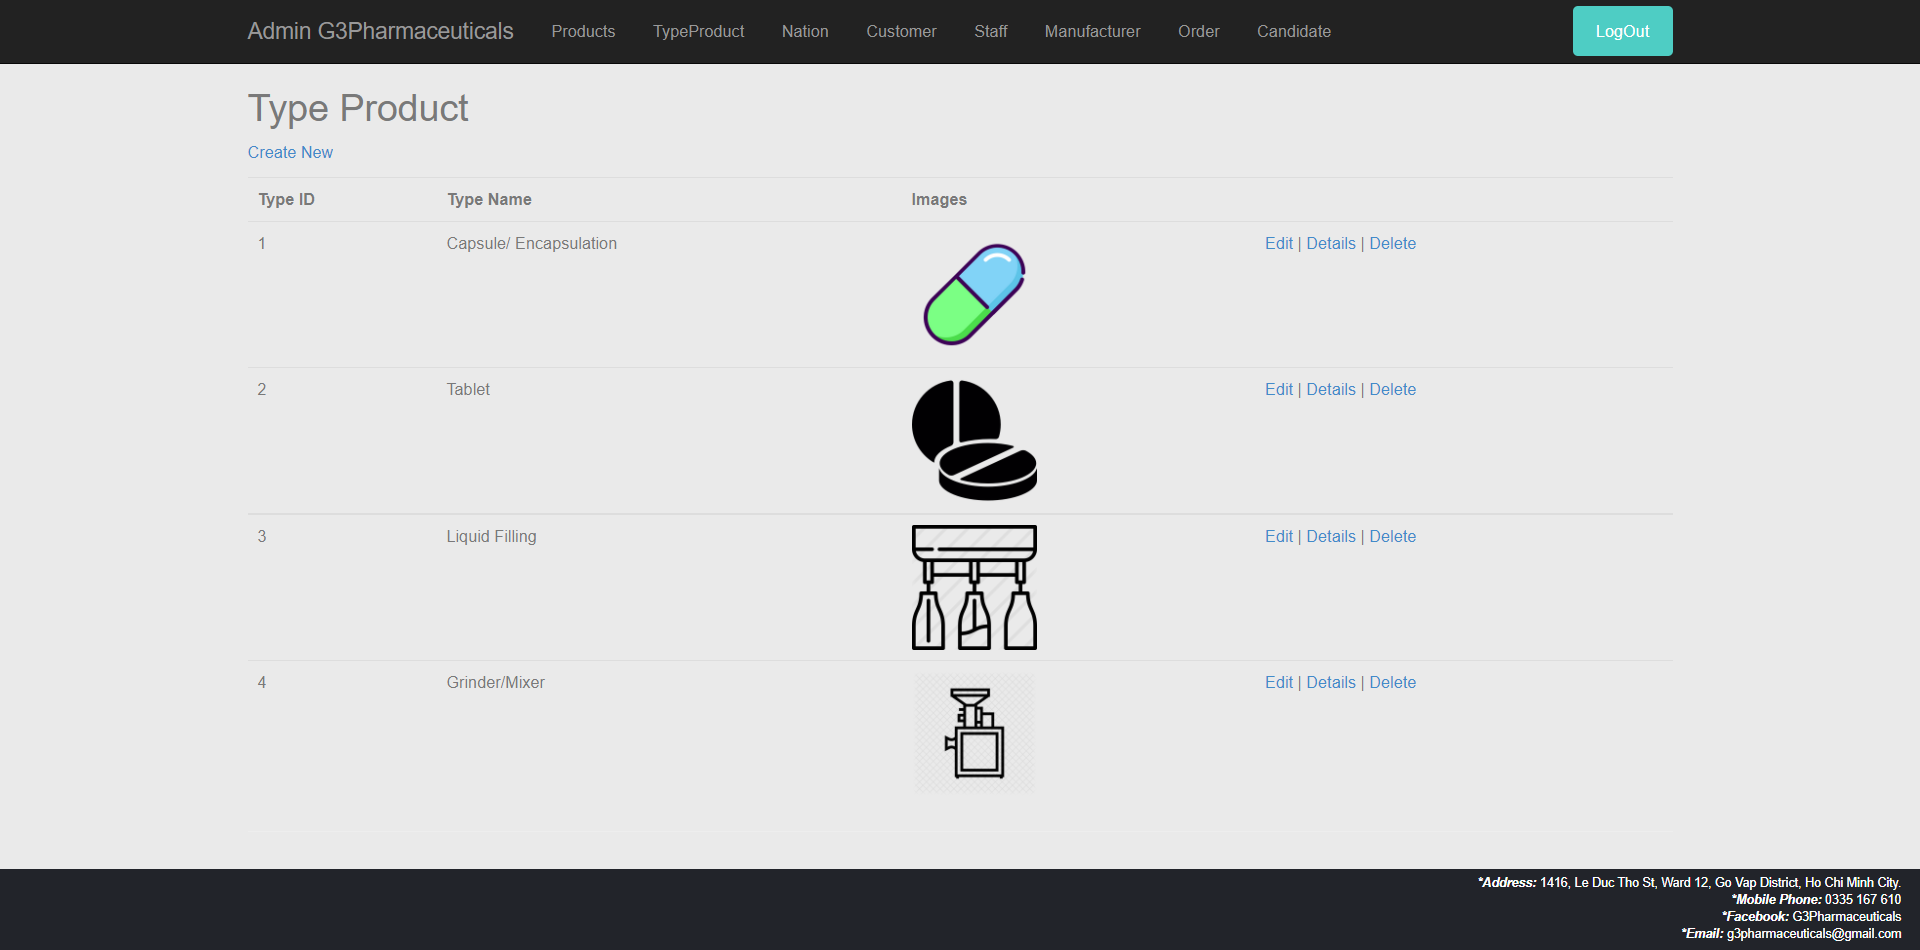 Admin G3Pharmaceuticals Products TypeProduct Nation Customer Staff Manufacturer Order Candidate LogOut
Type Product
Create New
Type ID Type Name Images
1 Capsule/ Encapsulation Edit | Details | Delete
2 Tablet Edit | Details | Delete
3 Liquid Filling Edit | Details | Delete
4 Grinder/Mixer Edit | Details | Delete
*Address: 1416, Le Duc Tho St, Ward 12, Go Vap District, Ho Chi Minh City.
*Mobile Phone: 0335 167 610
*Facebook: G3Pharmaceuticals
*Email: g3pharmaceuticals@gmail.com